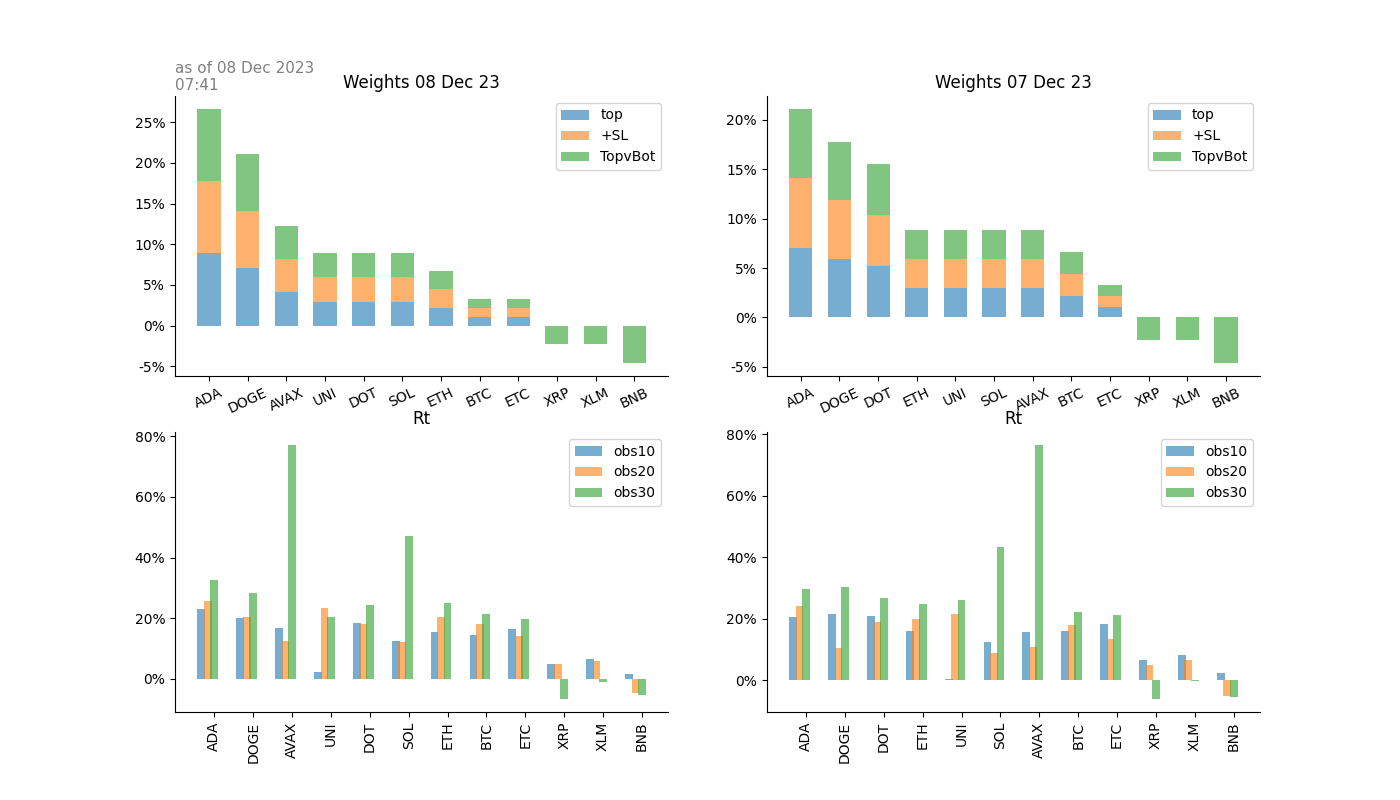 as of 08 Dec 2023
07:41
Weights 08 Dec 23
25%
20%
15%
10%
5%
0%
-5%
top
+SL
TopvBot
ADA DOGE AVAX UNI DOT SOL ETH BTC ETC XRP XLM BNB
Weights 07 Dec 23
20%
15%
10%
5%
0%
-5%
top
+SL
TopvBot
ADA DOGE DOT ETH UNI SOL AVAX BTC ETC XRP XLM BNB
Rt
80%
60%
40%
20%
0%
obs10
obs20
obs30
ADA DOGE AVAX UNI DOT SOL ETH BTC ETC XRP XLM BNB
Rt
80%
60%
40%
20%
0%
obs10
obs20
obs30
ADA DOGE DOT ETH UNI SOL AVAX BTC ETC XRP XLM BNB